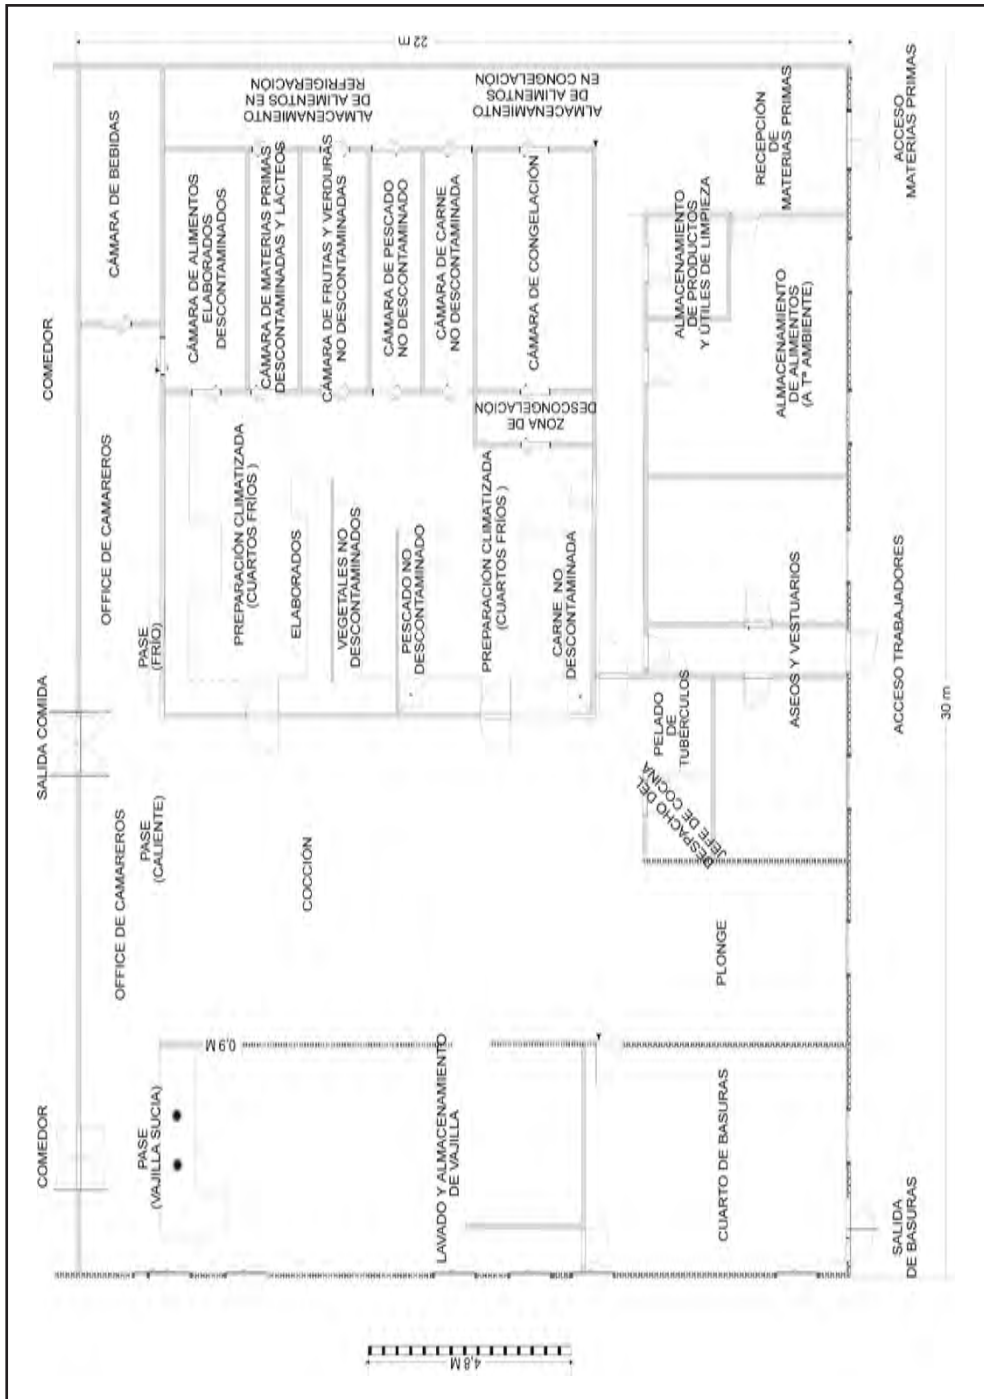 COMEDOR
SALIDA COMIDA
COMEDOR
OFFICE DE CAMAREROS
OFFICE DE CAMAREROS
CÁMARA DE BEBIDAS
22 m
PASE
(VAJILLA SUCIA)
PASE
(CALIENTE)
PASE
(FRÍO)
0,9 M
COCCIÓN
PREPARACIÓN CLIMATIZADA
(CUARTOS FRÍOS )
ELABORADOS
VEGETALES NO
DESCONTAMINADOS
PESCADO NO
DESCONTAMINADO
PREPARACIÓN CLIMATIZADA
(CUARTOS FRÍOS )
CARNE NO
DESCONTAMINADA
CÁMARA DE ALIMENTOS
ELABORADOS
DESCONTAMINADOS
CÁMARA DE MATERIAS PRIMAS
DESCONTAMINADAS Y LÁCTEOS
CÁMARA DE FRUTAS Y VERDURAS
NO DESCONTAMINADAS
CÁMARA DE PESCADO
NO DESCONTAMINADO
CÁMARA DE CARNE
NO DESCONTAMINADA
CÁMARA DE CONGELACIÓN
ZONA DE
DESCONGELACIÓN
ALMACENAMIENTO
DE ALIMENTOS EN
REFRIGERACIÓN
ALMACENAMIENTO
DE ALIMENTOS
EN CONGELACIÓN
LAVADO Y ALMACENAMIENTO
DE VAJILLA
CUARTO DE BASURAS
PLONGE
DESPACHO DEL
JEFE DE COCINA
PELADO
DE
TUBÉRCULOS
ASEOS Y VESTUARIOS
ALMACENAMIENTO
DE PRODUCTOS
Y ÚTILES DE LIMPIEZA
ALMACENAMIENTO
DE ALIMENTOS
(A Tª AMBIENTE)
RECEPCIÓN
DE
MATERIAS PRIMAS
SALIDA
DE BASURAS
ACCESO TRABAJADORES
ACCESO
MATERIAS PRIMAS
30 m
4,8 M